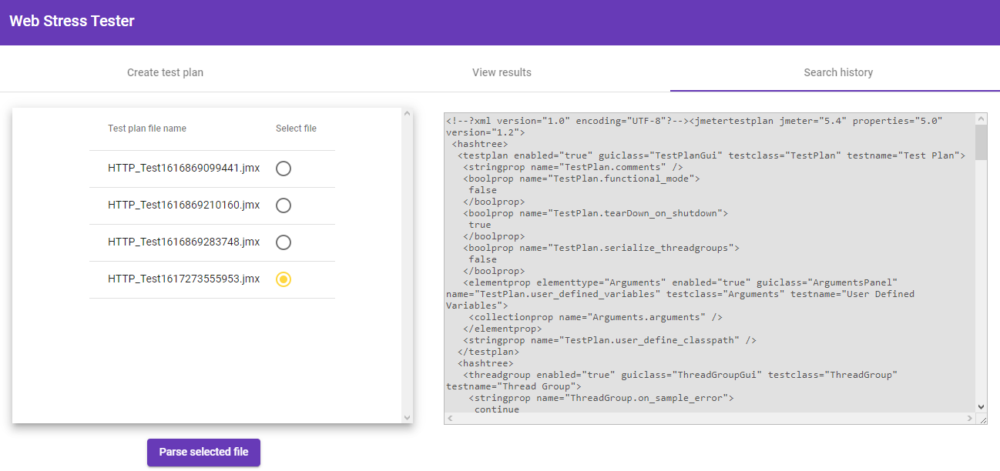 Web Stress Tester
Create test plan
View results
Search history
Test plan file name
Select file
HTTP_Test1616869099441.jmx
HTTP_Test1616869210160.jmx
HTTP_Test1616869283748.jmx
HTTP_Test1617273555953.jmx
Parse selected file
<!--?xml version="1.0" encoding="UTF-8"?--><jmetertestplan jmeter="5.4" properties="5.0"
version="1.2">
<hashtree>
<testplan enabled="true" guiclass="TestPlanGui" testclass="TestPlan" testname="Test Plan">
<stringprop name="TestPlan.comments" />
<boolprop name="TestPlan.functional_mode">
false
</boolprop>
<boolprop name="TestPlan.tearDown_on_shutdown">
true
</boolprop>
<boolprop name="TestPlan.serialize_threadgroups">
false
</boolprop>
<elementprop elementtype="Arguments" enabled="true" guiclass="ArgumentsPanel"
name="TestPlan.user_defined_variables" testclass="Arguments" testname="User Defined
Variables">
<collectionprop name="Arguments.arguments" />
</elementprop>
<stringprop name="TestPlan.user_define_classpath" />
</testplan>
<hashtree>
<threadgroup enabled="true" guiclass="ThreadGroupGui" testclass="ThreadGroup"
testname="Thread Group">
<stringprop name="ThreadGroup.on_sample_error">
continue